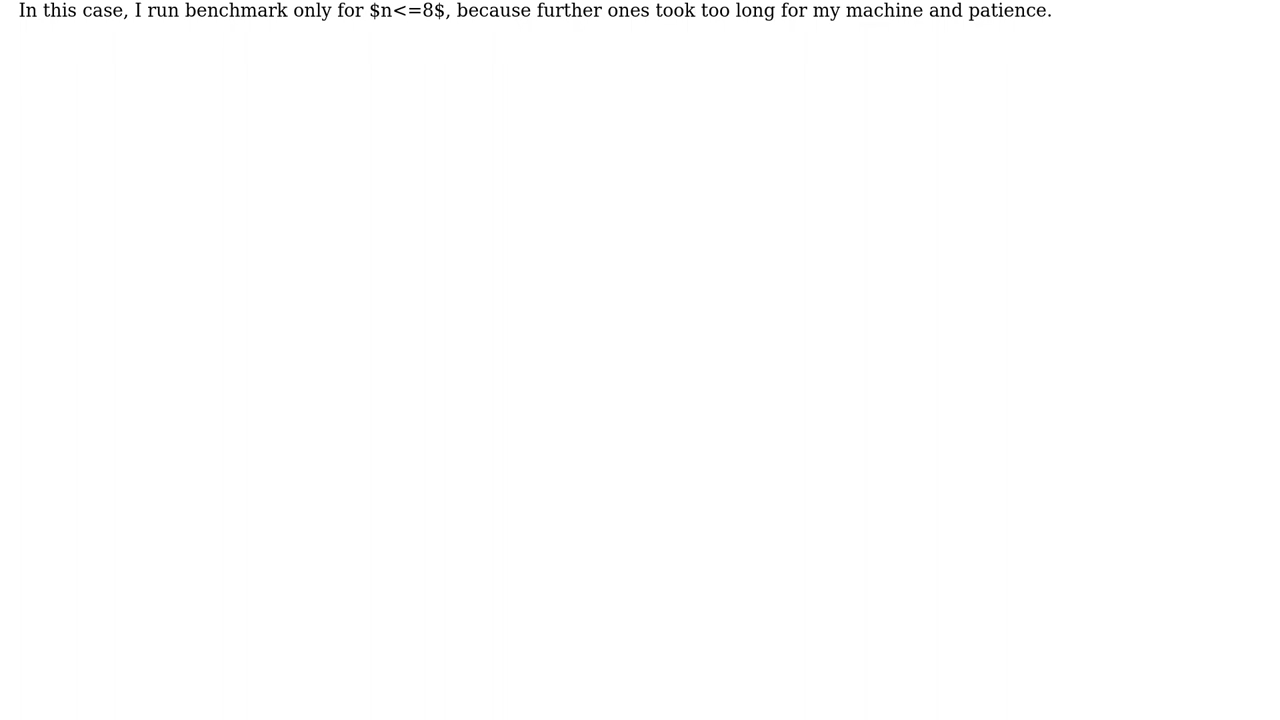 In this case, I run benchmark only for $n<=8$, because further ones took too long for my machine and patience.